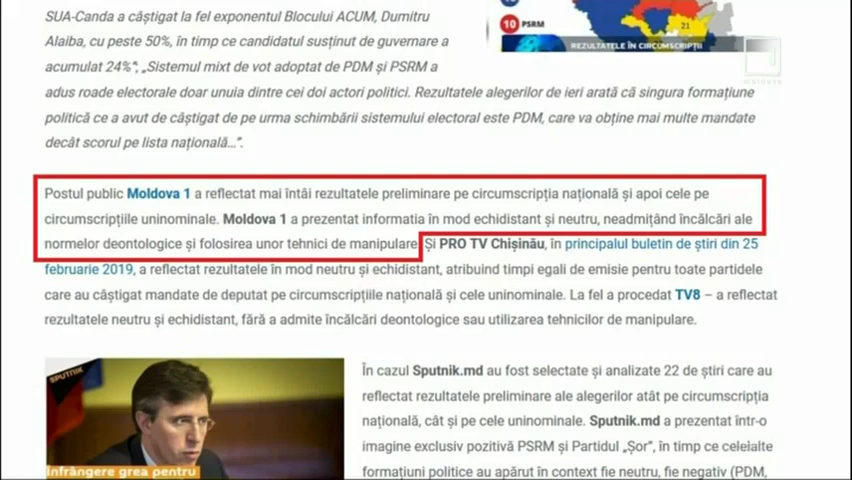 SUA-Canda a câștigat la fel exponentul Blocului ACUM, Dumitru
Alaiba, cu peste 50%, în timp ce candidatul susținut de guvernare a
acumulat 24%"; „Sistemul mixt de vot adoptat de PDM și PSRM a
adus roade electorale doar unuia dintre cei doi actori politici. Rezultatele alegerilor de ieri arată că singura formațiune
politică ce a avut de câștigat de pe urma schimbării sistemului electoral este PDM, care va obține mai multe mandate
decât scorul pe lista națională…".
10 PSRM
21
REZULTATELE ÎN CIRCUMSCRIPȚII
Postul public Moldova 1 a reflectat mai întâi rezultatele preliminare pe circumscripția națională și apoi cele pe
circumscripțiile uninominale. Moldova 1 a prezentat informatia în mod echidistant și neutru, neadmițând încălcări ale
normelor deontologice și folosirea unor tehnici de manipulare. Și PRO TV Chișinău, în principalul buletin de știri din 25
februarie 2019, a reflectat rezultatele în mod neutru și echidistant, atribuind timpi egali de emisie pentru toate partidele
care au câștigat mandate de deputat pe circumscripțiile națională și cele uninominale. La fel a procedat TV8 – a reflectat
rezultatele neutru și echidistant, fără a admite încălcări deontologice sau utilizarea tehnicilor de manipulare.
SPUTNIK
Înfrângere grea pentru
În cazul Sputnik.md au fost selectate și analizate 22 de știri care au
reflectat rezultatele preliminare ale alegerilor atât pe circumscripția
națională, cât și pe cele uninominale. Sputnik.md a prezentat într-o
imagine exclusiv pozitivă PSRM și Partidul „Șor”, în timp ce celelalte
formațiuni politice au apărut în context fie neutru, fie negativ (PDM,